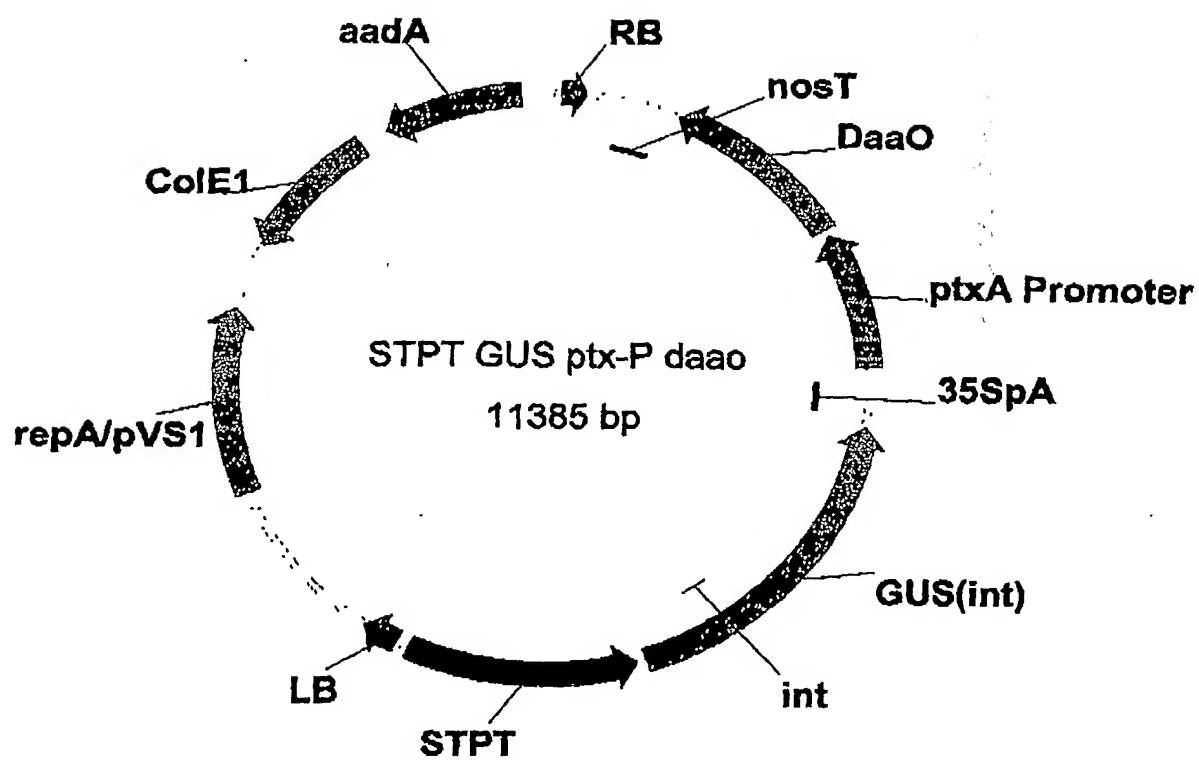 aadA
RB
nosT
DaaO
ColE1
ptxA Promoter
STPT GUS ptx-P daao
35SpA
11385 bp
repA/pVS1
GUS(int)
LB
int
STPT